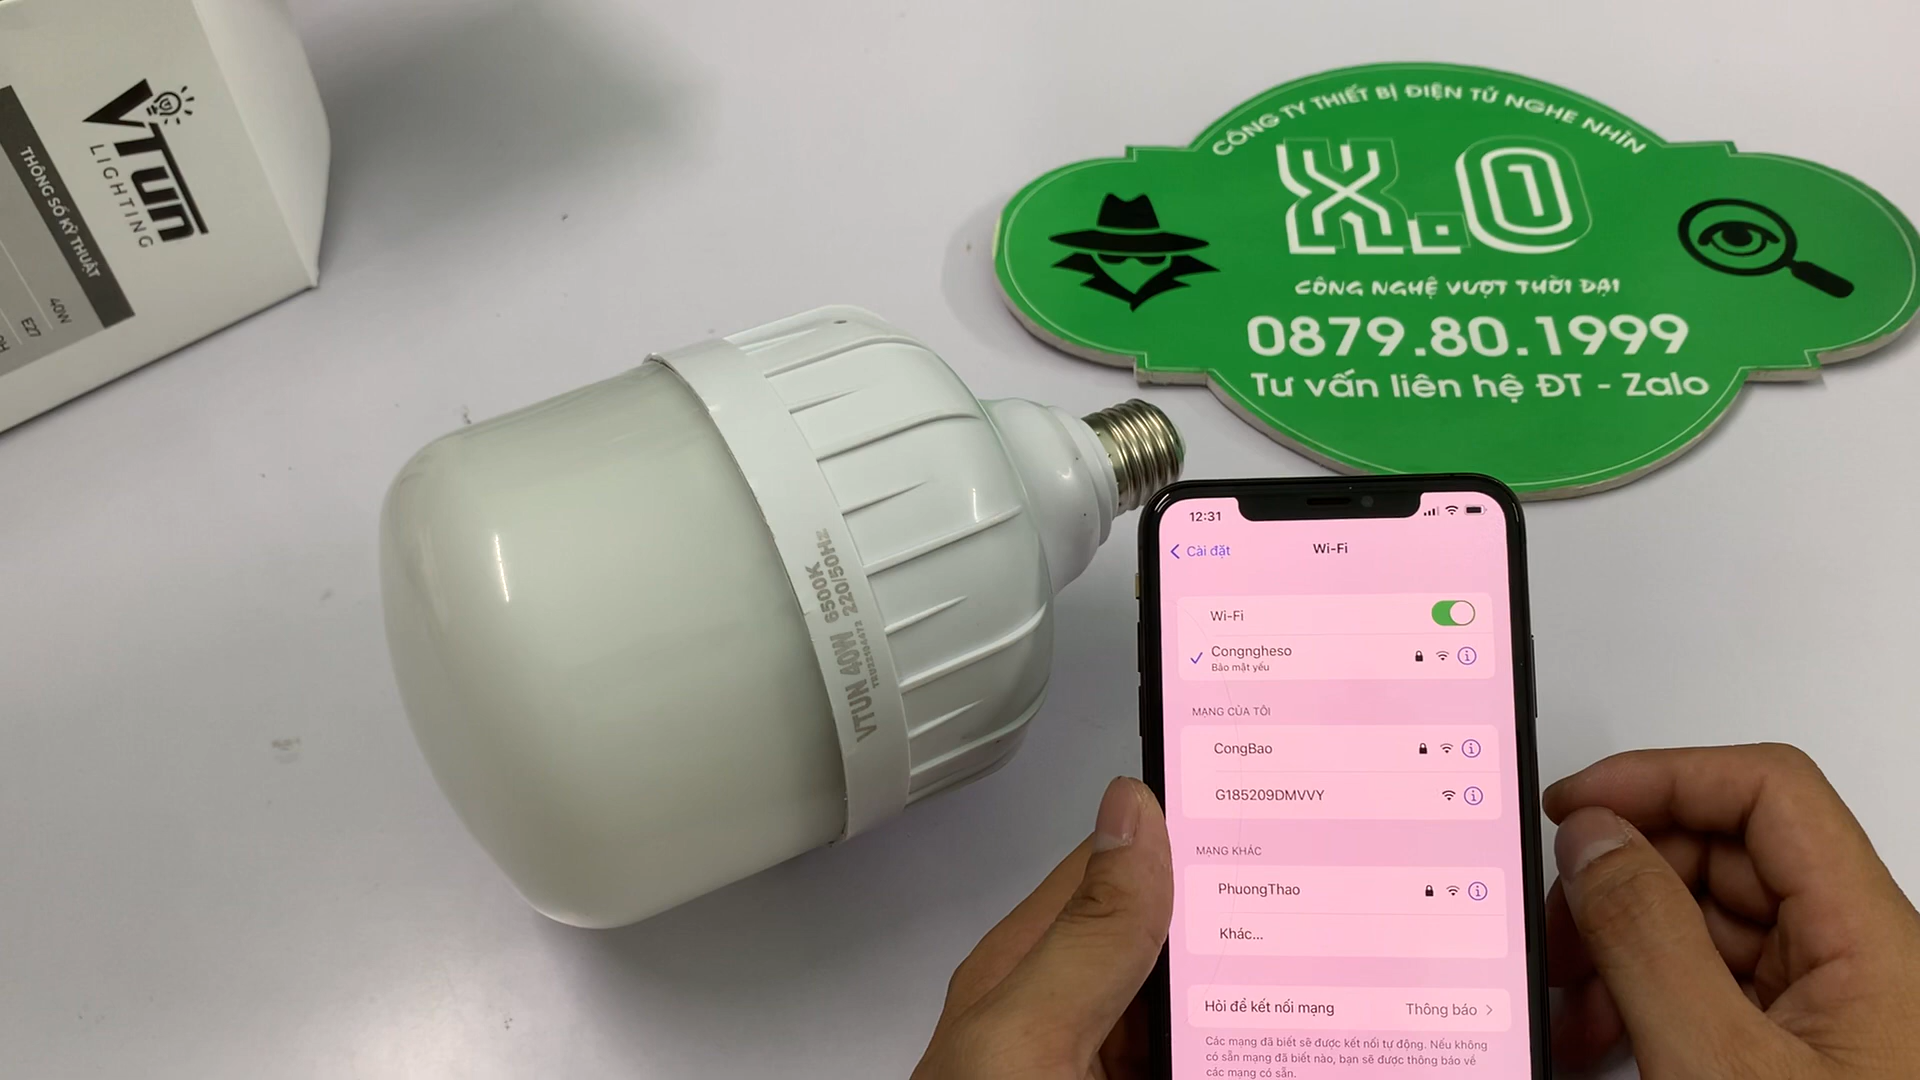 VTun
LIGHTING
THÔNG SỐ KỸ THUẬT
40W
E27
CÔNG TY THIẾT BỊ ĐIỆN TỬ NGHE NHÌN
X.O
CÔNG NGHỆ VƯỢT THỜI ĐẠI
0879.80.1999
Tư vấn liên hệ ĐT - Zalo
VTUN 40W 6500K
220/50Hz
12:31
Cài đặt
Wi-Fi
Wi-Fi
Congngheso
Bảo mật yếu
MẠNG CỦA TÔI
CongBao
G185209DMVVY
MẠNG KHÁC
PhuongThao
Khác...
Hỏi để kết nối mạng
Thông báo
Các mạng đã biết sẽ được kết nối tự động. Nếu không
có sẵn mạng đã biết nào, bạn sẽ được thông báo về
các mạng có sẵn.